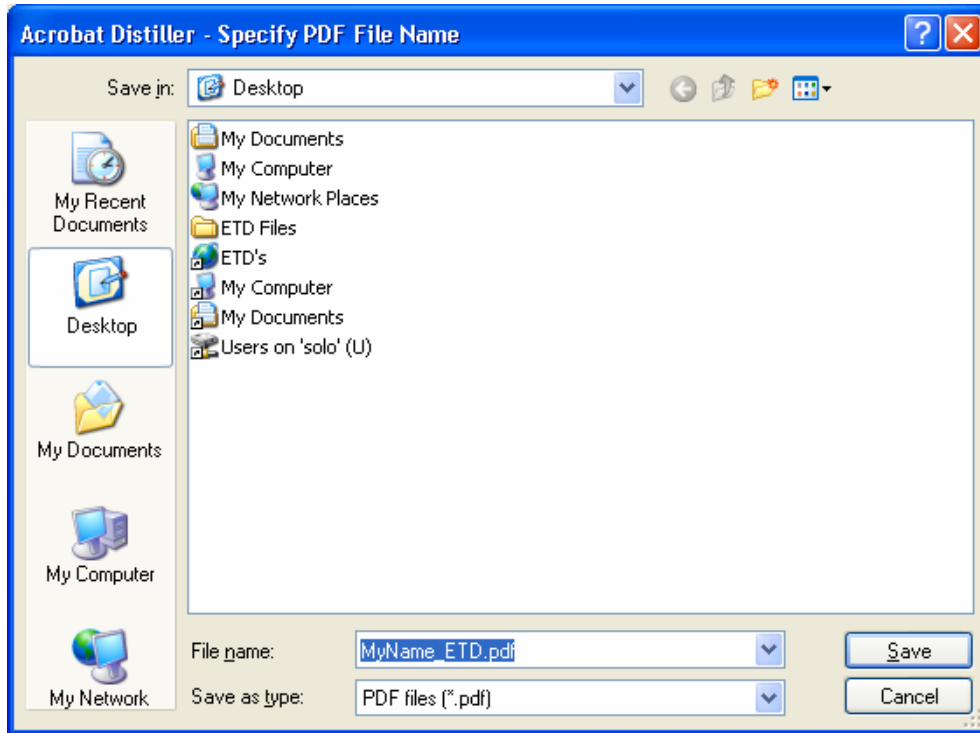 Acrobat Distiller - Specify PDF File Name
Save in: Desktop
My Recent
Documents
Desktop
My Documents
My Computer
My Network
My Documents
My Computer
My Network Places
ETD Files
ETD's
My Computer
My Documents
Users on 'solo' (U)
File name: MyName_ETD.pdf Save
Save as type: PDF files (*.pdf) Cancel